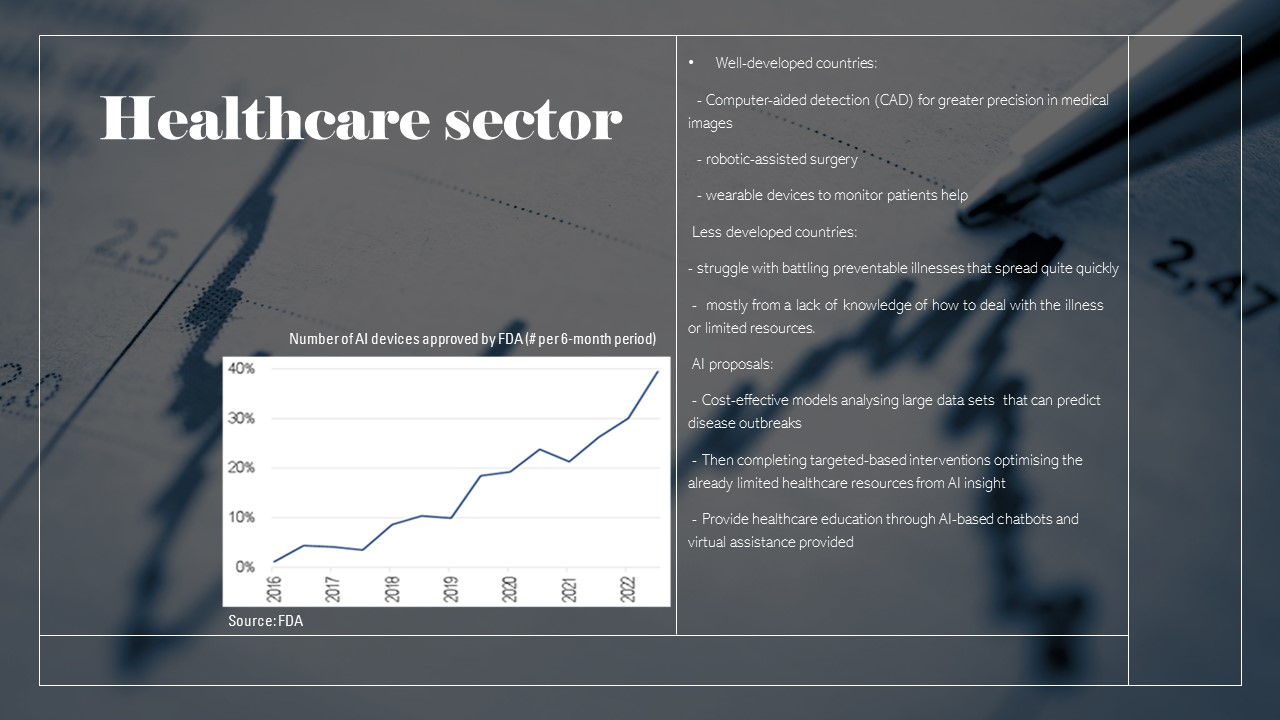 Healthcare sector
Number of AI devices approved by FDA (# per 6-month period)
40%
30%
20%
10%
0%
2016
2017
2018
2019
2020
2021
2022
Source: FDA
• Well-developed countries:
- Computer-aided detection (CAD) for greater precision in medical
images
- robotic-assisted surgery
- wearable devices to monitor patients help
Less developed countries:
- struggle with battling preventable illnesses that spread quite quickly
- mostly from a lack of knowledge of how to deal with the illness
or limited resources.
AI proposals:
- Cost-effective models analysing large data sets that can predict
disease outbreaks
- Then completing targeted-based interventions optimising the
already limited healthcare resources from AI insight
- Provide healthcare education through AI-based chatbots and
virtual assistance provided
2,5
2,47